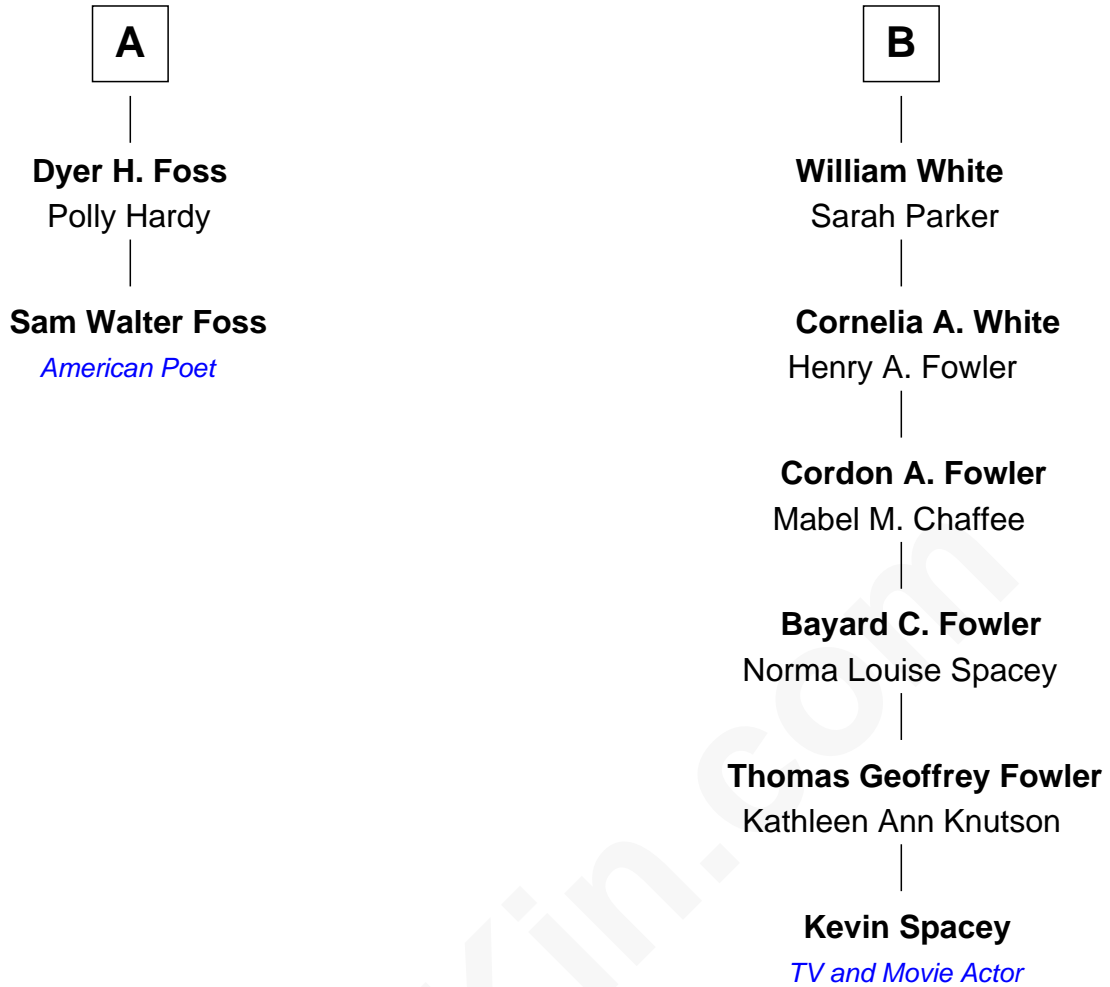 A
Dyer H. Foss
Polly Hardy
Sam Walter Foss
American Poet
B
William White
Sarah Parker
Cornelia A. White
Henry A. Fowler
Cordon A. Fowler
Mabel M. Chaffee
Bayard C. Fowler
Norma Louise Spacey
Thomas Geoffrey Fowler
Kathleen Ann Knutson
Kevin Spacey
TV and Movie Actor